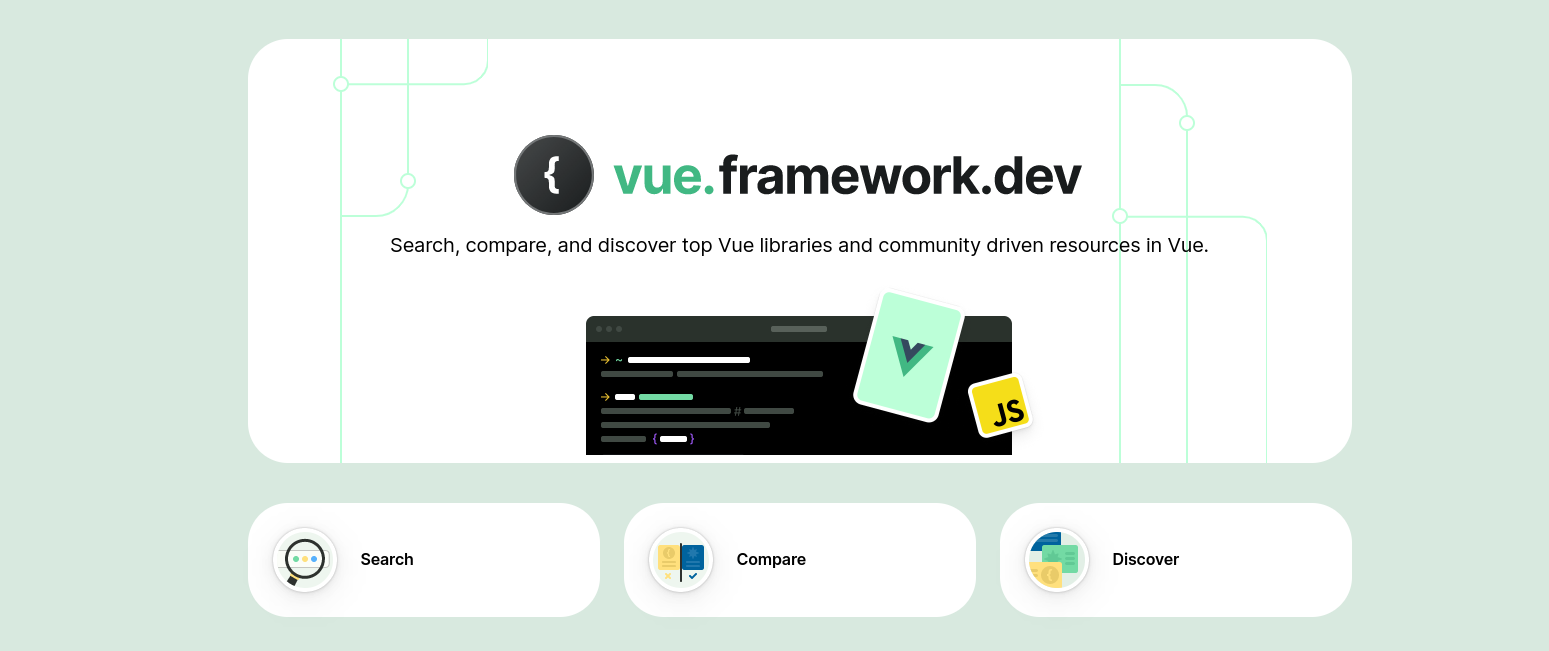 { vue.framework.dev
Search, compare, and discover top Vue libraries and community driven resources in Vue.
~
#
{ }
JS
Search
Compare
Discover